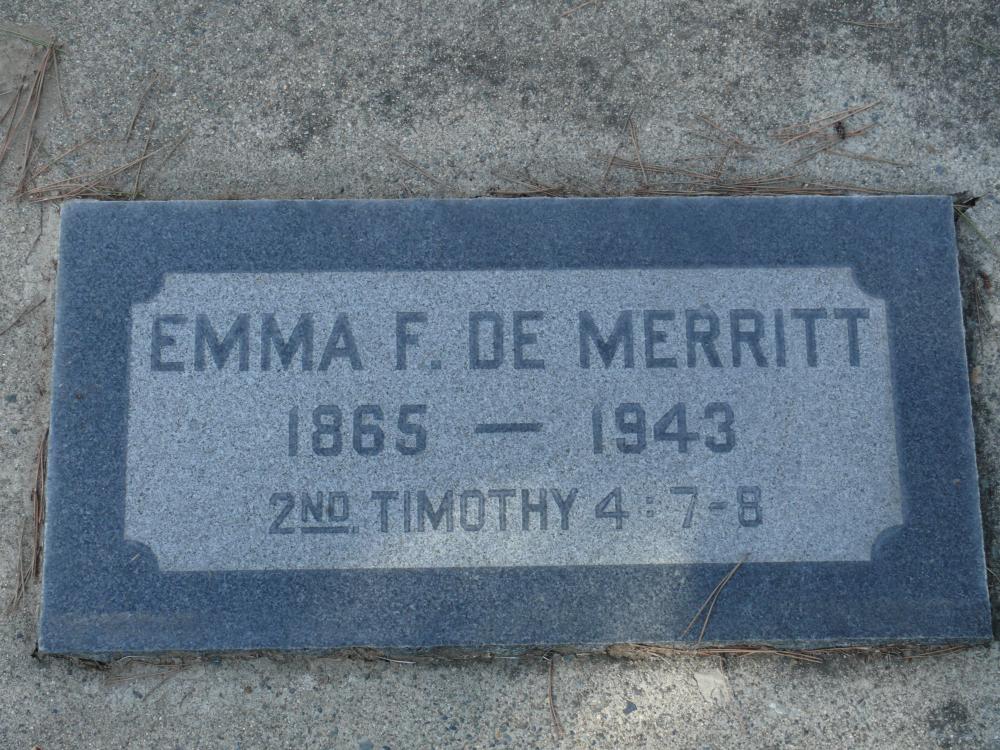 EMMA F. DE MERRITT
1865 — 1943
2ND. TIMOTHY 4:7-8